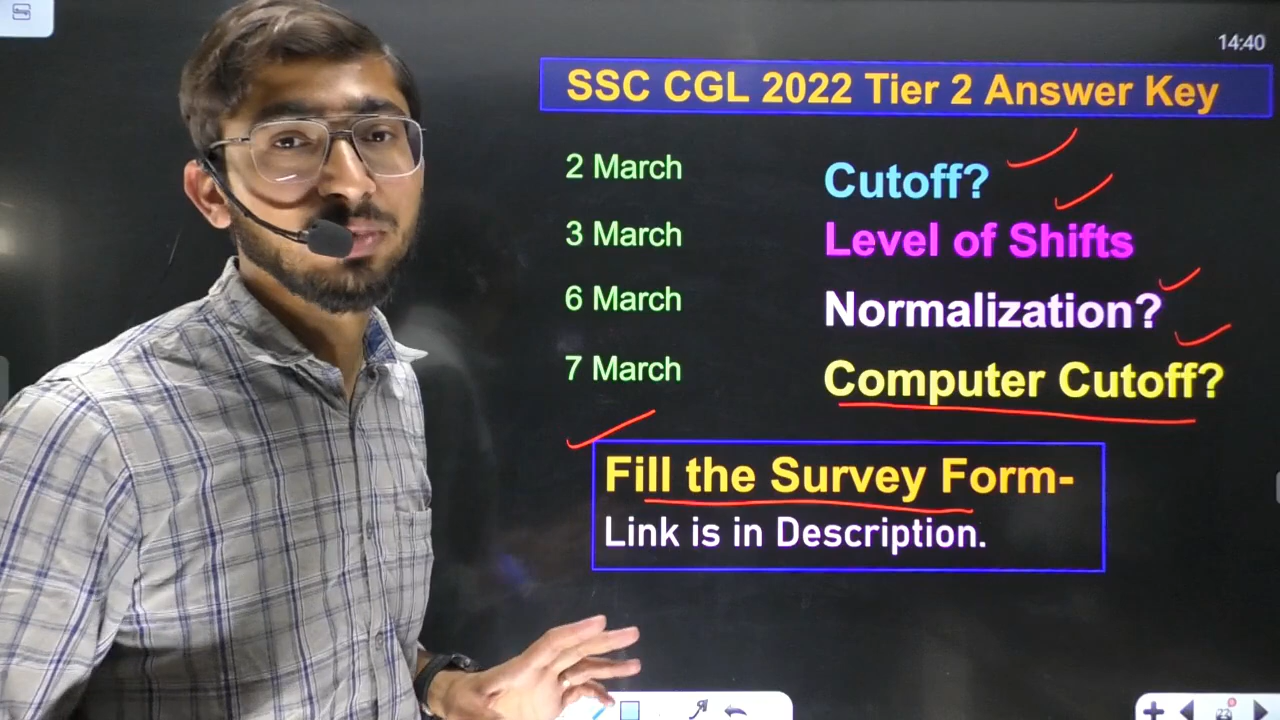 14:40
SSC CGL 2022 Tier 2 Answer Key
2 March
Cutoff?
3 March
Level of Shifts
6 March
Normalization?
7 March
Computer Cutoff?
Fill the Survey Form-
Link is in Description.